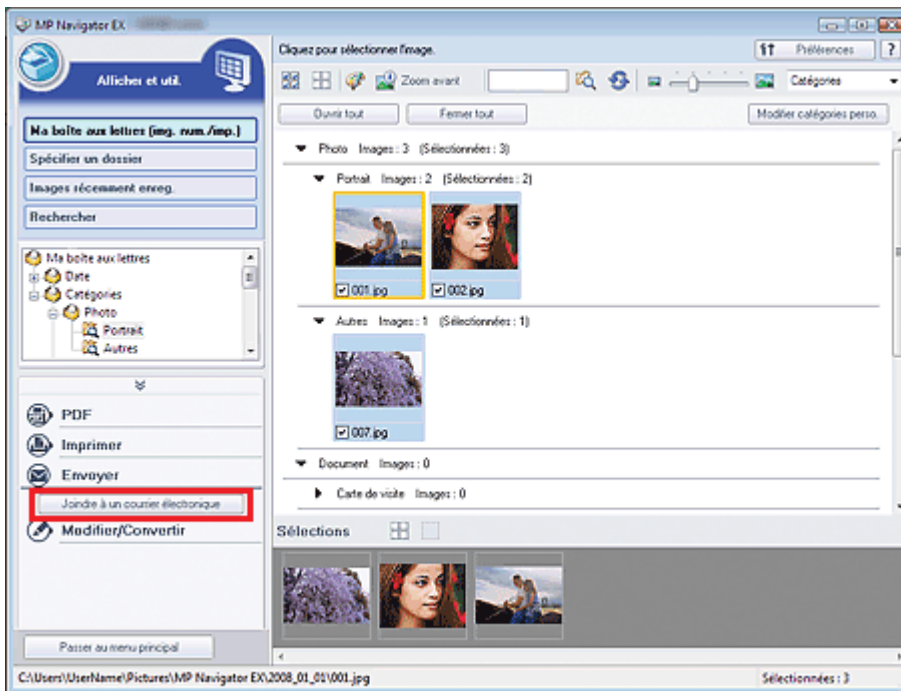 MP Navigator EX
Afficher et util.
Cliquez pour sélectionner l'image.
Préférences
?
Zoom avant
Catégories
Ouvrir tout
Fermer tout
Modifier catégories perso.
Ma boîte aux lettres (img. num./imp.)
Spécifier un dossier
Images récemment enreg.
Rechercher
Ma boîte aux lettres
Date
Catégories
Photo
Portrait
Autres
Photo Images : 3 (Sélectionnées : 3)
Portrait Images : 2 (Sélectionnées : 2)
001.jpg
002.jpg
Autres Images : 1 (Sélectionnées : 1)
007.jpg
Document Images : 0
Carte de visite Images : 0
PDF
Imprimer
Envoyer
Joindre à un courrier électronique
Modifier/Convertir
Sélections
Passer au menu principal
C:\Users\UserName\Pictures\MP Navigator EX\2008_01_01\001.jpg
Sélectionnées : 3